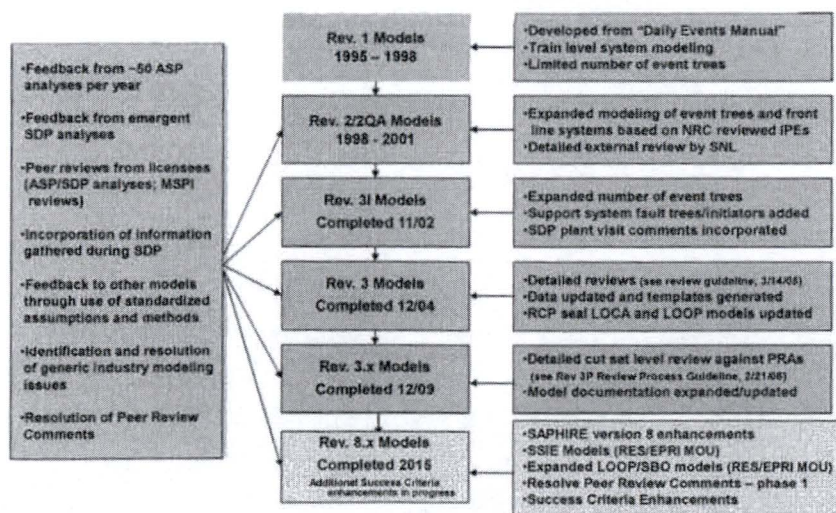 •Feedback from ~50 ASP
analyses per year
•Feedback from emergent
SDP analyses
•Peer reviews from licensees
(ASP/SDP analyses; MSPI
reviews)
•Incorporation of information
gathered during SDP
•Feedback to other models
through use of standardized
assumptions and methods
•Identification and resolution
of generic industry modeling
issues
•Resolution of Peer Review
Comments
Rev. 1 Models
1995 – 1998
•Developed from "Daily Events Manual"
•Train level system modeling
•Limited number of event trees
Rev. 2/2QA Models
1998 - 2001
•Expanded modeling of event trees and front
line systems based on NRC reviewed IPEs
•Detailed external review by SNL
Rev. 3I Models
Completed 11/02
•Expanded number of event trees
•Support system fault trees/initiators added
•SDP plant visit comments incorporated
Rev. 3 Models
Completed 12/04
•Detailed reviews (see review guideline, 3/14/05)
•Data updated and templates generated
•RCP seal LOCA and LOOP models updated
Rev. 3.x Models
Completed 12/09
•Detailed cut set level review against PRAs
(see Rev 3P Review Process Guideline, 2/21/06)
•Model documentation expanded/updated
Rev. 8.x Models
Completed 2015
Additional Success Criteria
enhancements in progress
•SAPHIRE version 8 enhancements
•SSIE Models (RES/EPRI MOU)
•Expanded LOOP/SBO models (RES/EPRI MOU)
•Resolve Peer Review Comments – phase 1
•Success Criteria Enhancements